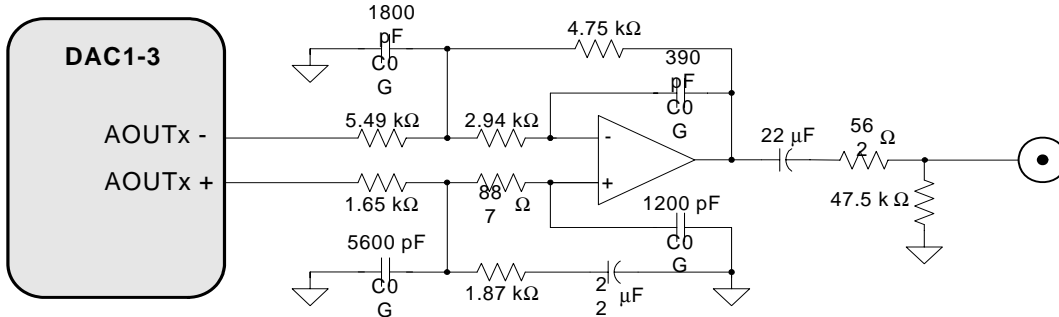 DAC1-3
AOUTx -
AOUTx +
1800
pF
C0
G
4.75 kΩ
390
pF
C0
G
5.49 kΩ
2.94 kΩ
-
+
1.65 kΩ
88
7
Ω
1200 pF
C0
G
5600 pF
C0
G
1.87 kΩ
2
2
µF
22 µF
56
2
Ω
47.5 kΩ